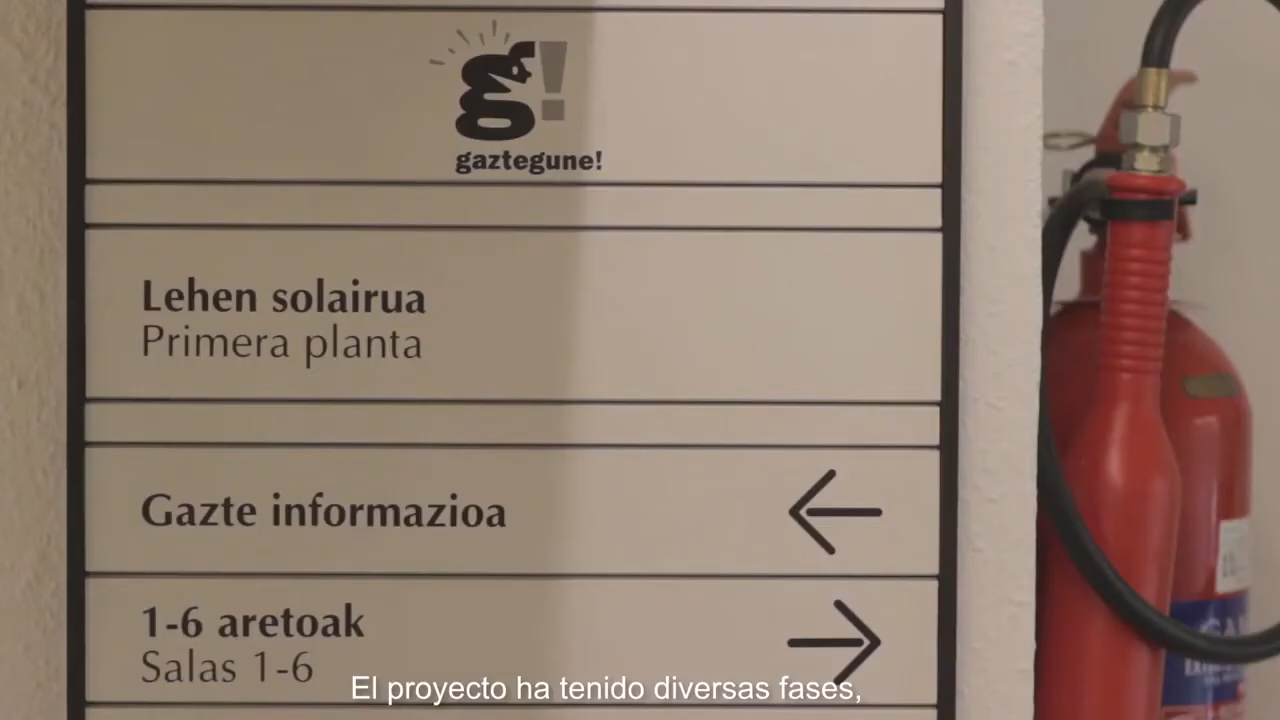 g!
gaztegune!
Lehen solairua
Primera planta
Gazte informazioa
1-6 aretoak
Salas 1-6
El proyecto ha tenido diversas fases,